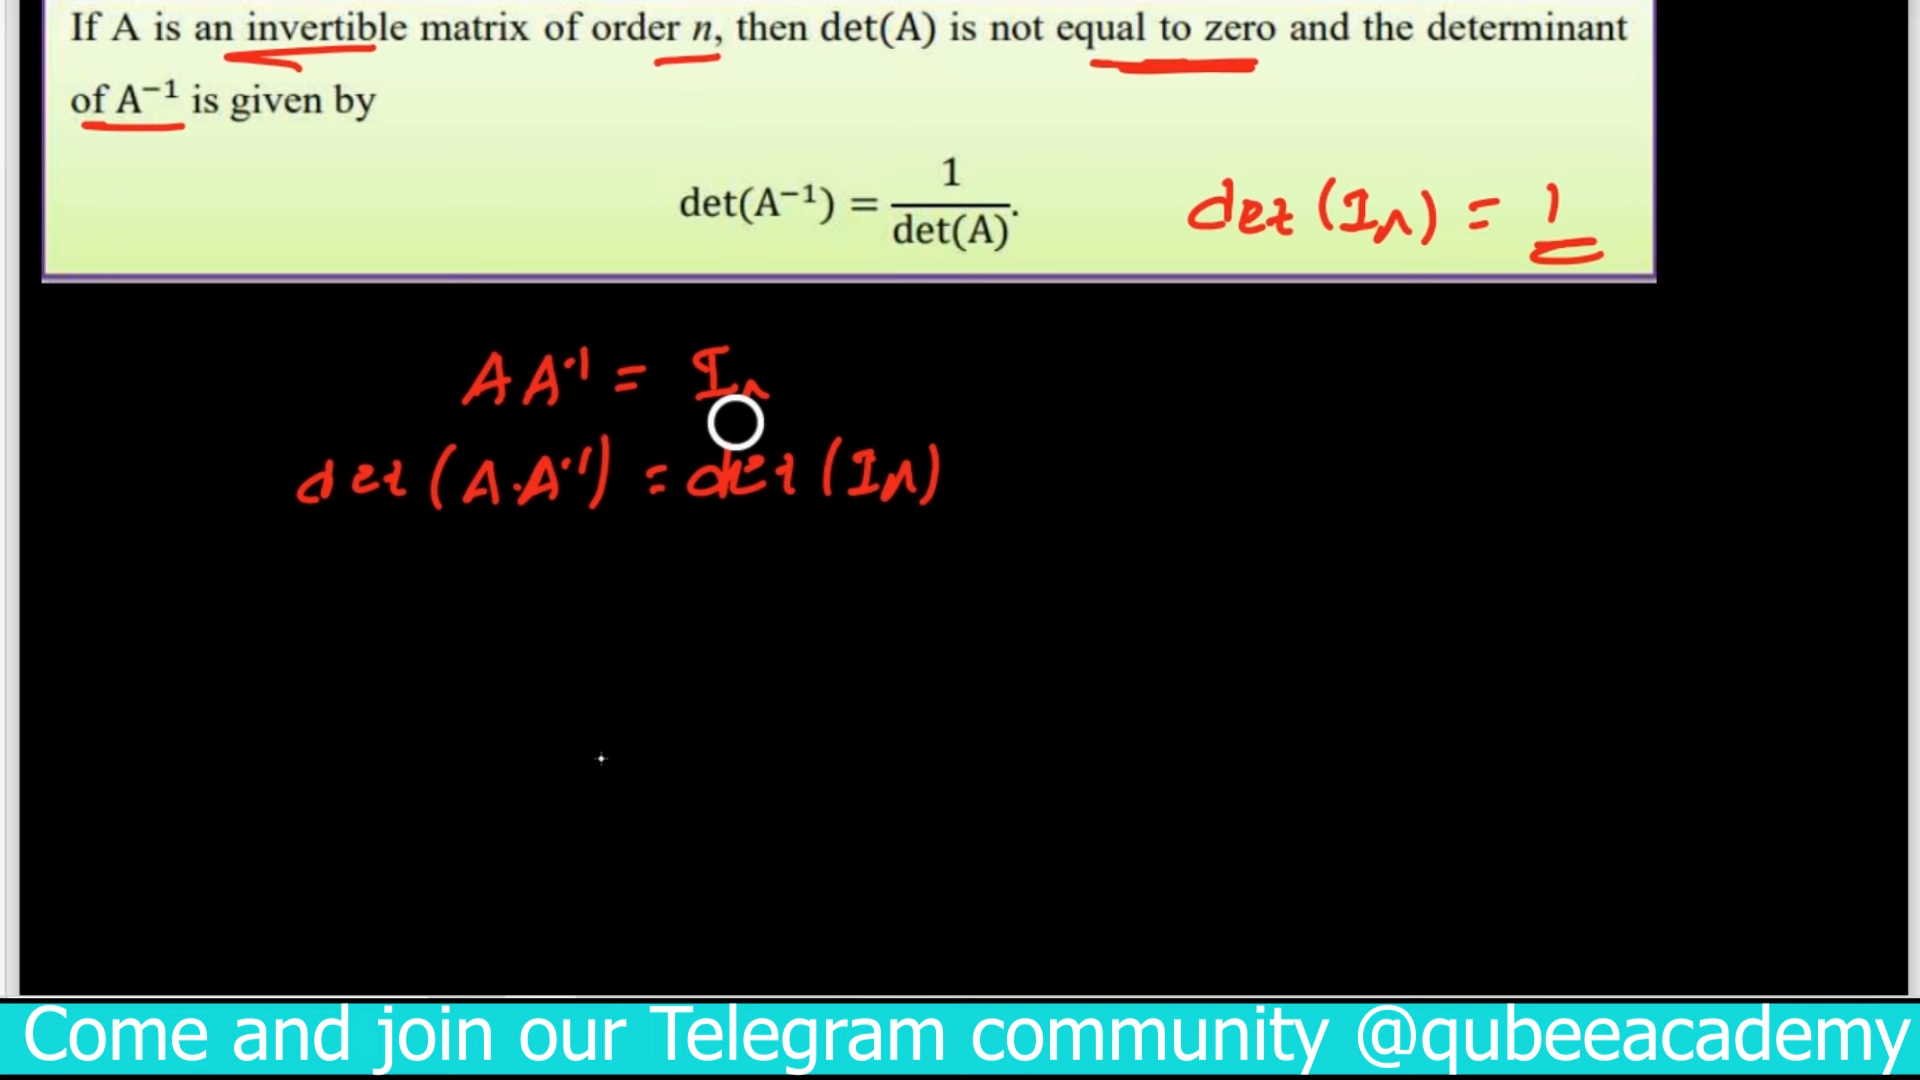 If A is an invertible matrix of order n, then det(A) is not equal to zero and the determinant
of A⁻¹ is given by
det(A⁻¹) = 1/det(A).
det (In) = 1
A A⁻¹ = In
det (A.A⁻¹) = det (In)
Come and join our Telegram community @qubeeacademy